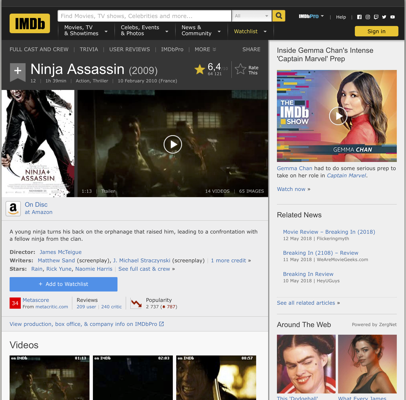 IMDb
Find Movies, TV shows, Celebrities and more...
All
IMDbPro
Help
Movies, TV & Showtimes
Celebs, Events & Photos
News & Community
Watchlist
Sign in
FULL CAST AND CREW | TRIVIA | USER REVIEWS | IMDbPro | MORE
SHARE
Ninja Assassin (2009)
6,4
Rate This
12 | 1h 39min | Action, Thriller | 10 February 2010 (France)
NINJA ASSASSIN
1:13 Trailer
14 VIDEOS | 65 IMAGES
On Disc
at Amazon
A young ninja turns his back on the orphanage that raised him, leading to a confrontation with
a fellow ninja from the clan.
Director: James McTeigue
Writers: Matthew Sand (screenplay), J. Michael Straczynski (screenplay) | 1 more credit »
Stars: Rain, Rick Yune, Naomie Harris | See full cast & crew »
+ Add to Watchlist
34 Metascore
From metacritic.com
Reviews
209 user | 240 critic
Popularity
2 737 (787)
View production, box office, & company info on IMDbPro
Videos
01:13
00:56
00:57
Inside Gemma Chan's Intense
'Captain Marvel' Prep
THE IMDb SHOW
GEMMA CHAN
Gemma Chan had to do some serious prep to
take on her role in Captain Marvel.
Watch now »
Related News
Movie Review – Breaking In (2018)
12 May 2018 | Flickeringmyth
Breaking In (2108) – Review
11 May 2018 | WeAreMovieGeeks.com
Breaking In Review
10 May 2018 | HeyUGuys
See all related articles »
Around The Web
Powered by ZergNet
This 'Dodgeball'
What Every James